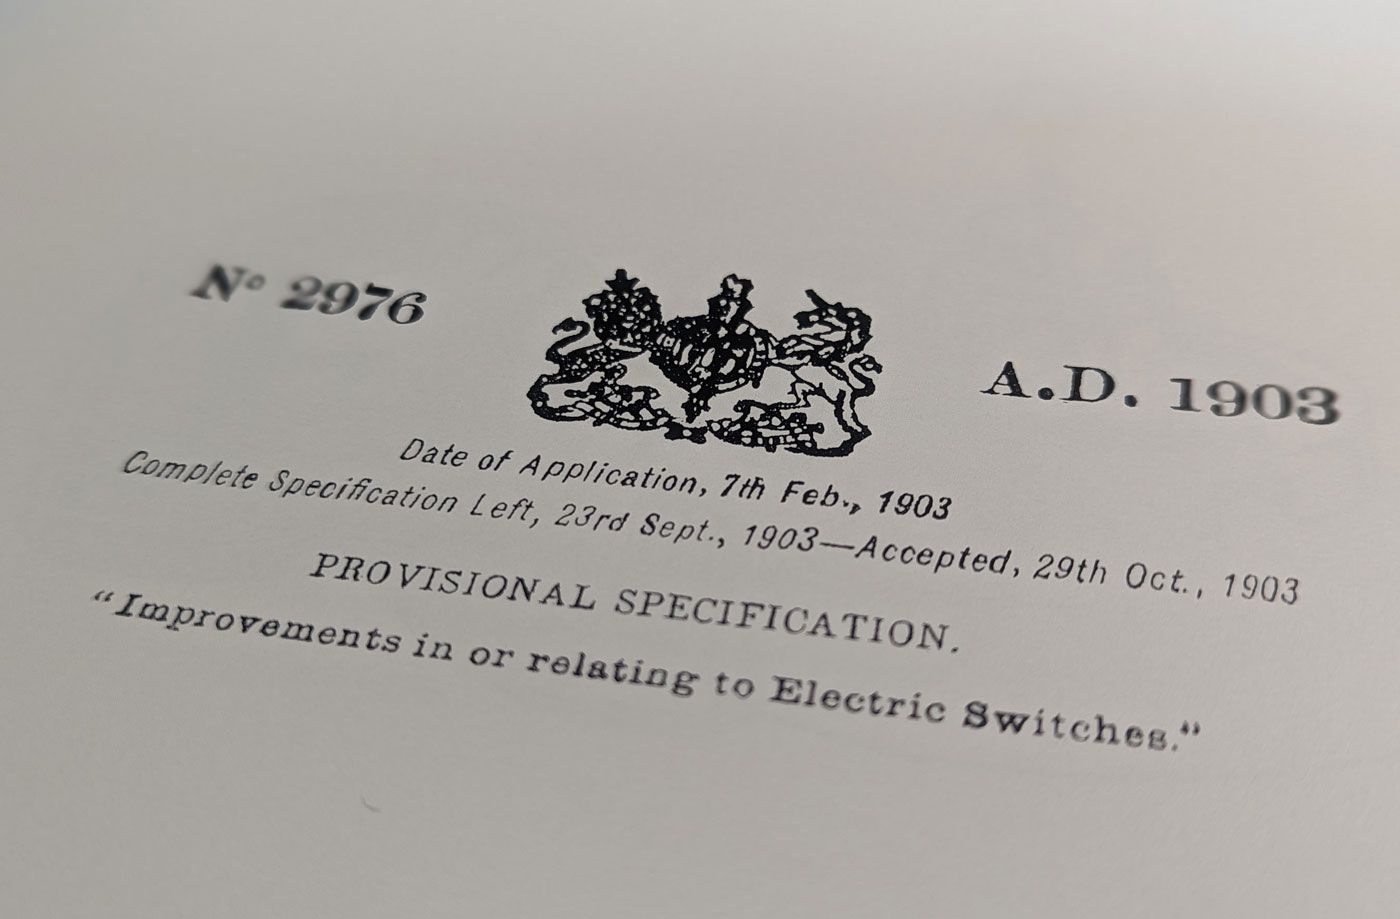 Nº 2976
A.D. 1903
Date of Application, 7th Feb., 1903
Complete Specification Left, 23rd Sept., 1903—Accepted, 29th Oct., 1903
PROVISIONAL SPECIFICATION.
“Improvements in or relating to Electric Switches.”